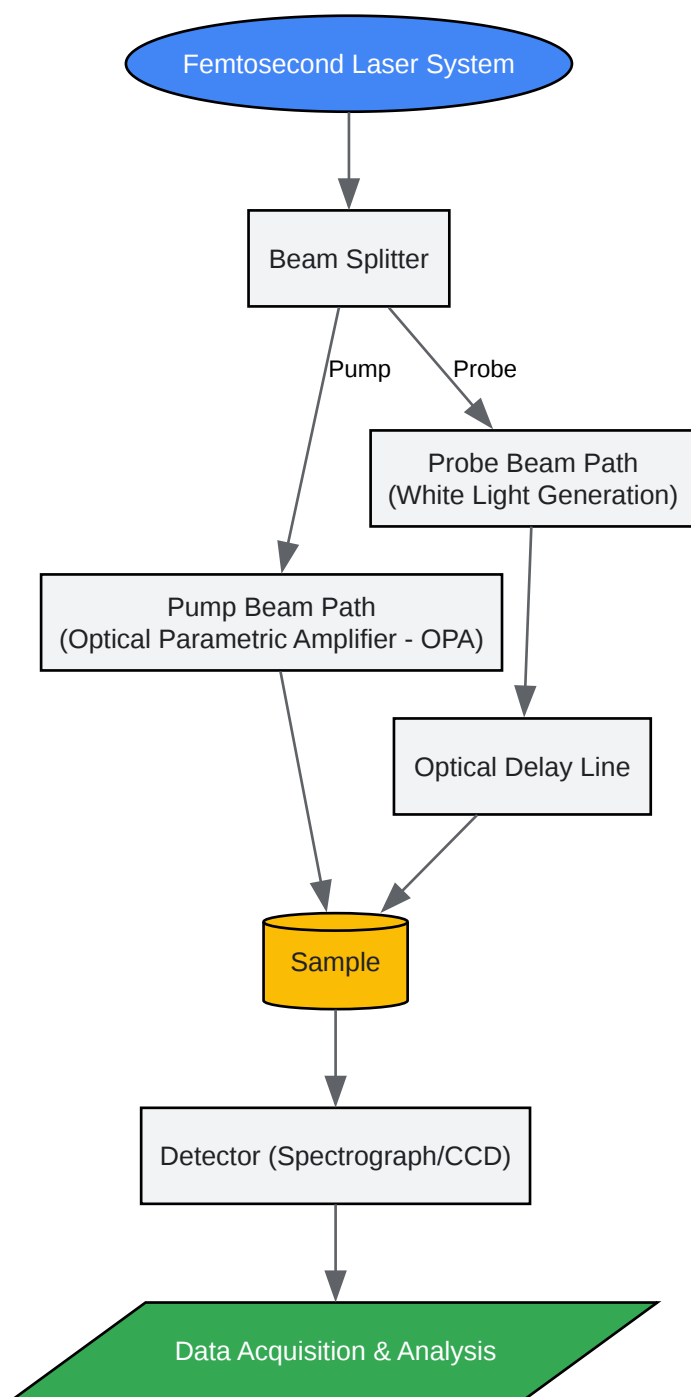 Femtosecond Laser System
Beam Splitter
Pump
Probe
Probe Beam Path
(White Light Generation)
Pump Beam Path
(Optical Parametric Amplifier - OPA)
Optical Delay Line
Sample
Detector (Spectrograph/CCD)
Data Acquisition & Analysis